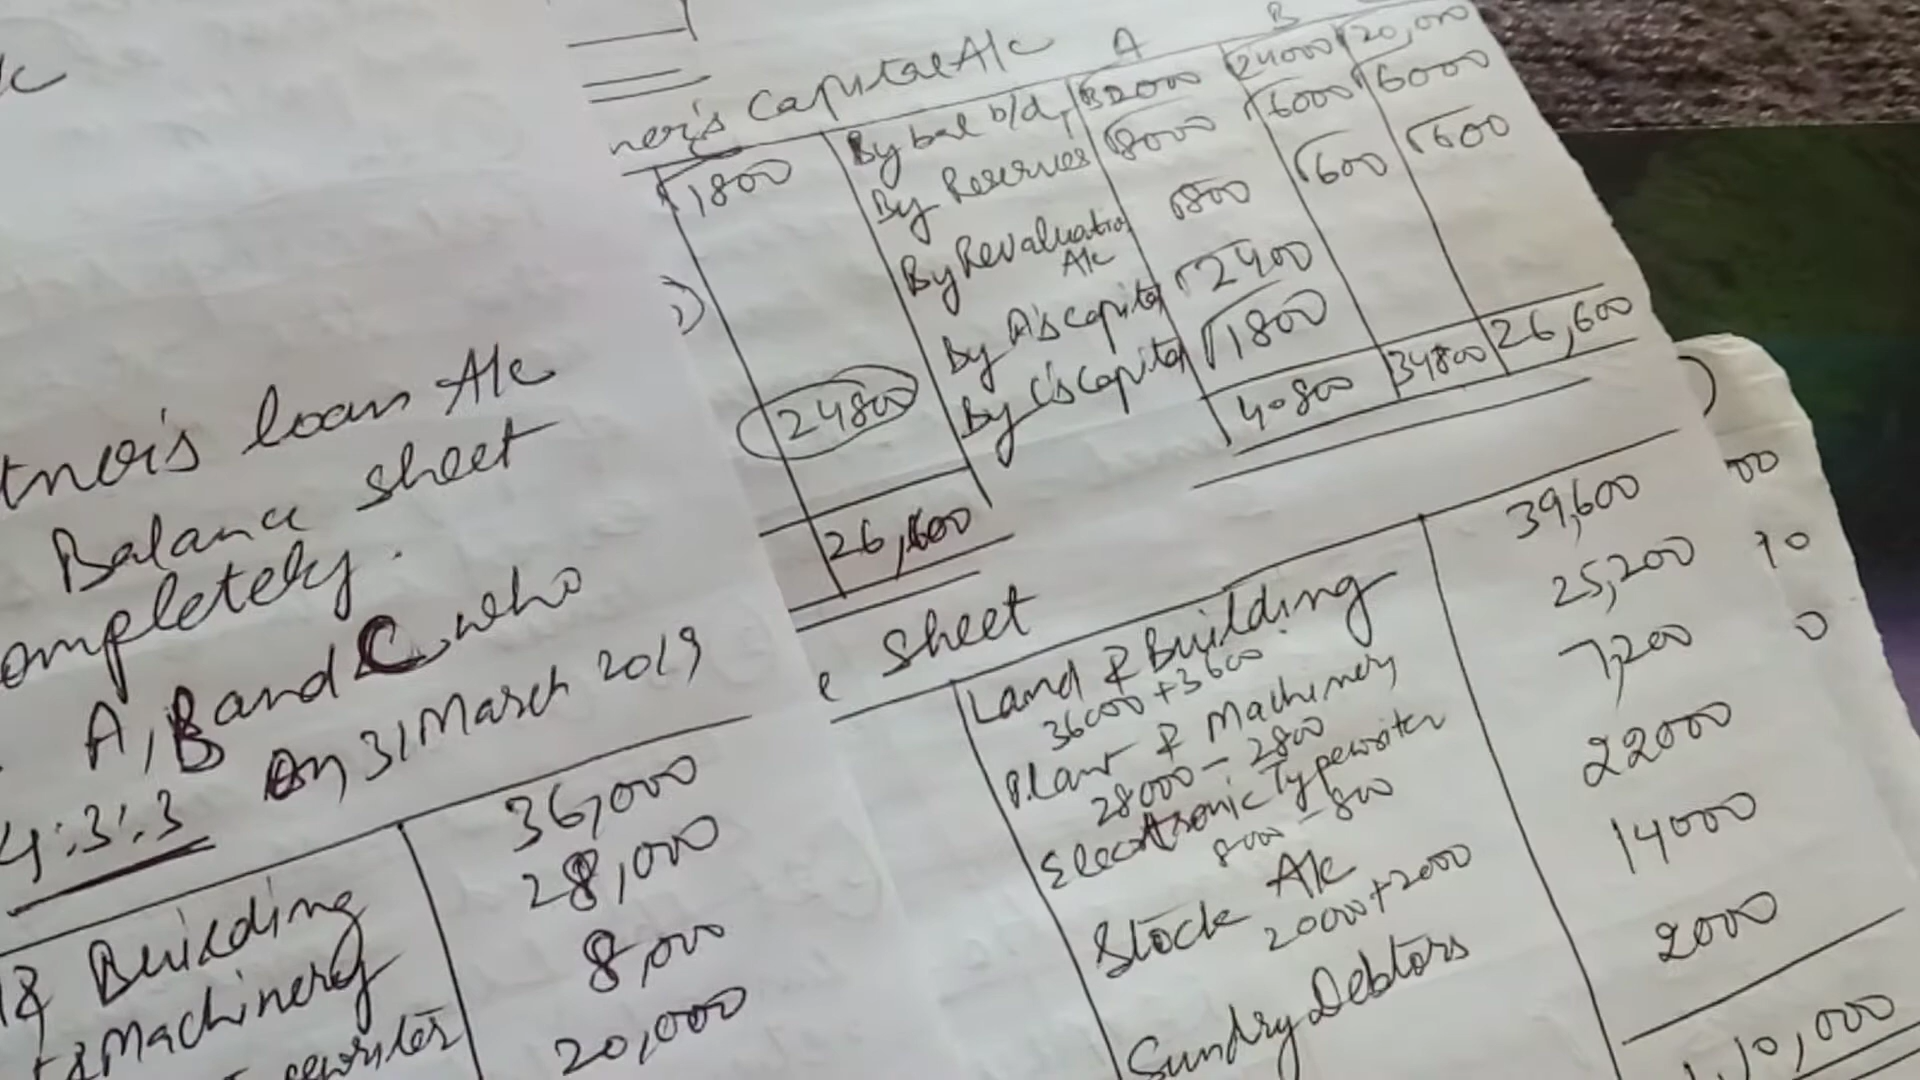 tner's loan A/c
Balance sheet
ompletely.
A, B and C who
4:3:3 On 31 March 2019
& Building 36,000
& Machinery 28,000
8,000
20,000
ner's Capital A/c A B
1800 By bal b/d 32000 24000 20,000
By Reserves 8000 6000 6000
By Revaluation A/c 800 600 600
By A's capital 2400
24800 By C's Capital 1800
26,600 40800 34800 26,600
e Sheet
Land & Building 39,600
36000+3600
Plant & Machinery 25,200
28000-2800
Electronic Typewriter 7,200
8000-800
Stock A/c 22000
20000+2000
Sundry Debtors 14000
2000
1,10,000